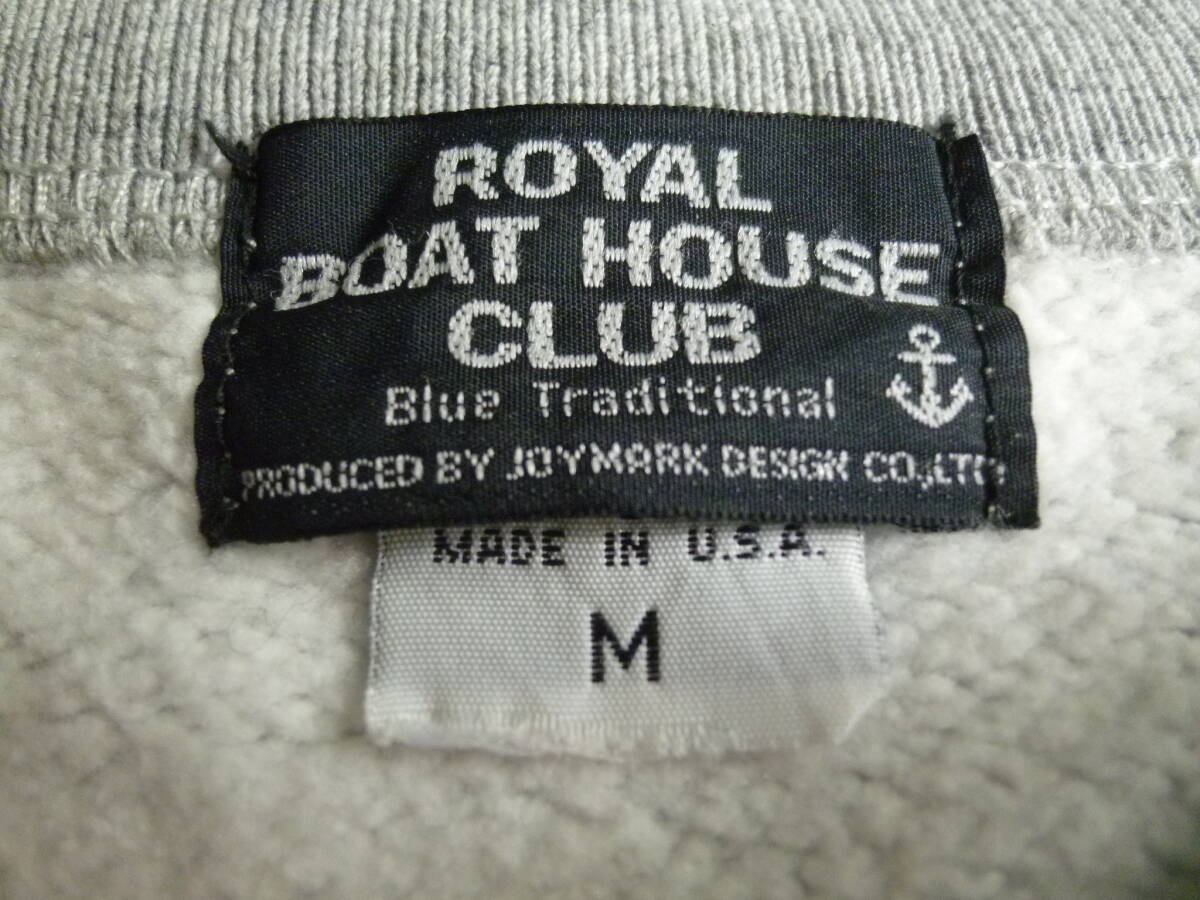 ROYAL
BOAT HOUSE
CLUB
Blue Traditional
PRODUCED BY JOYMARK DESIGN CO.,LTD
MADE IN U.S.A.
M